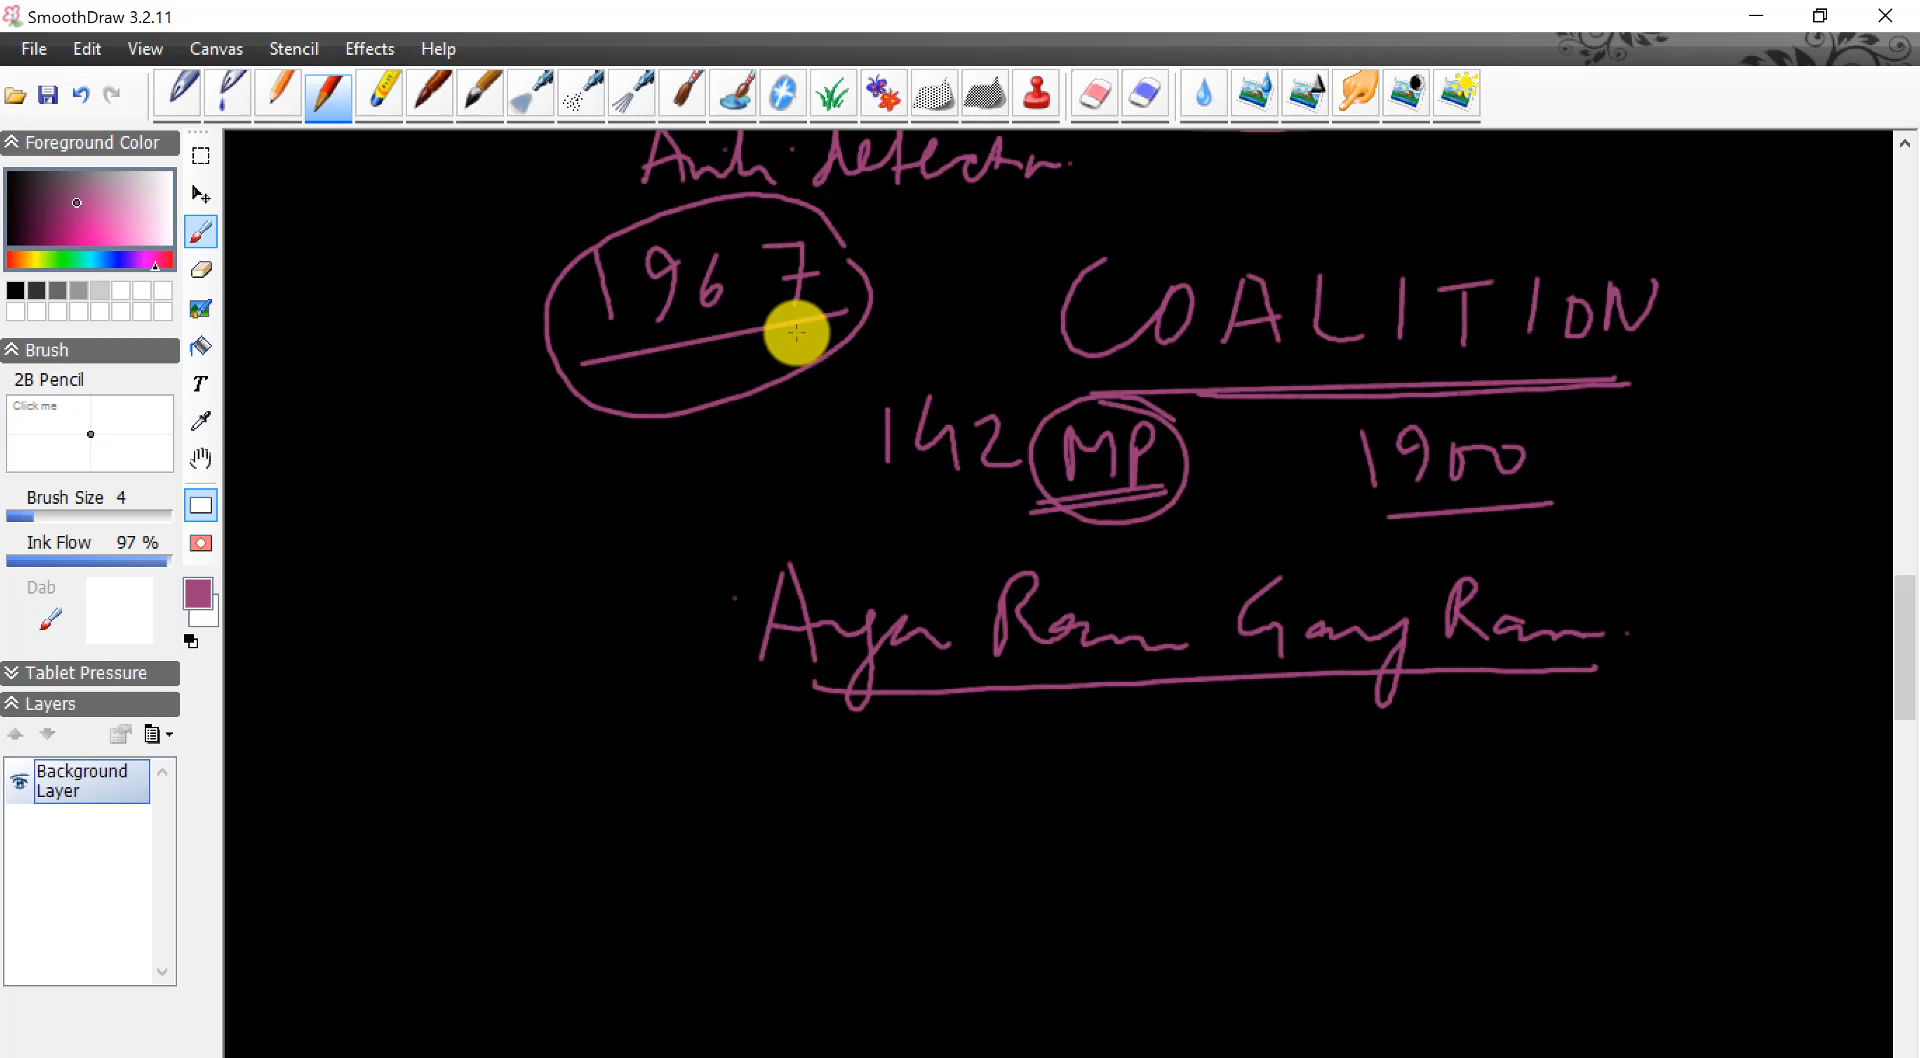 SmoothDraw 3.2.11
File Edit View Canvas Stencil Effects Help
Foreground Color
Brush
2B Pencil
Click me
Brush Size 4
Ink Flow 97 %
Dab
Tablet Pressure
Layers
Background
Layer
Anti defection.
1967
COALITION
142 MP 1900
Aya Ram Gaya Ram.